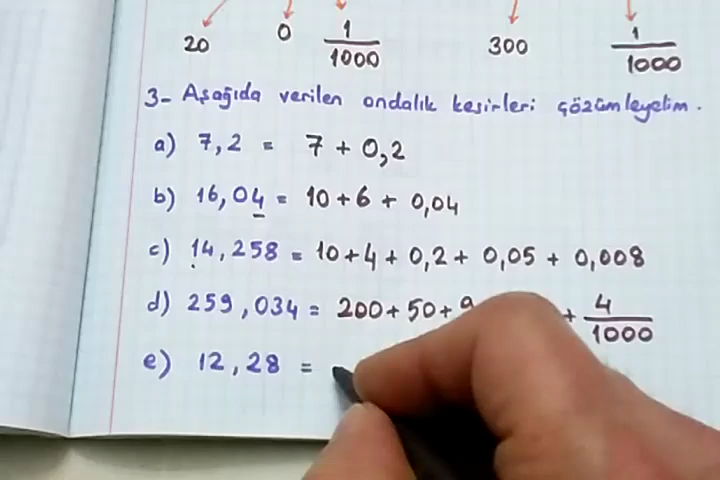 20 0 1/1000 300 1/1000
3- Aşağıda verilen ondalık kesirleri çözümleyelim.
a) 7,2 = 7 + 0,2
b) 16,04 = 10+6 + 0,04
c) 14,258 = 10+4 + 0,2 + 0,05 + 0,008
d) 259,034 = 200+50+9 + 4/1000
e) 12,28 =